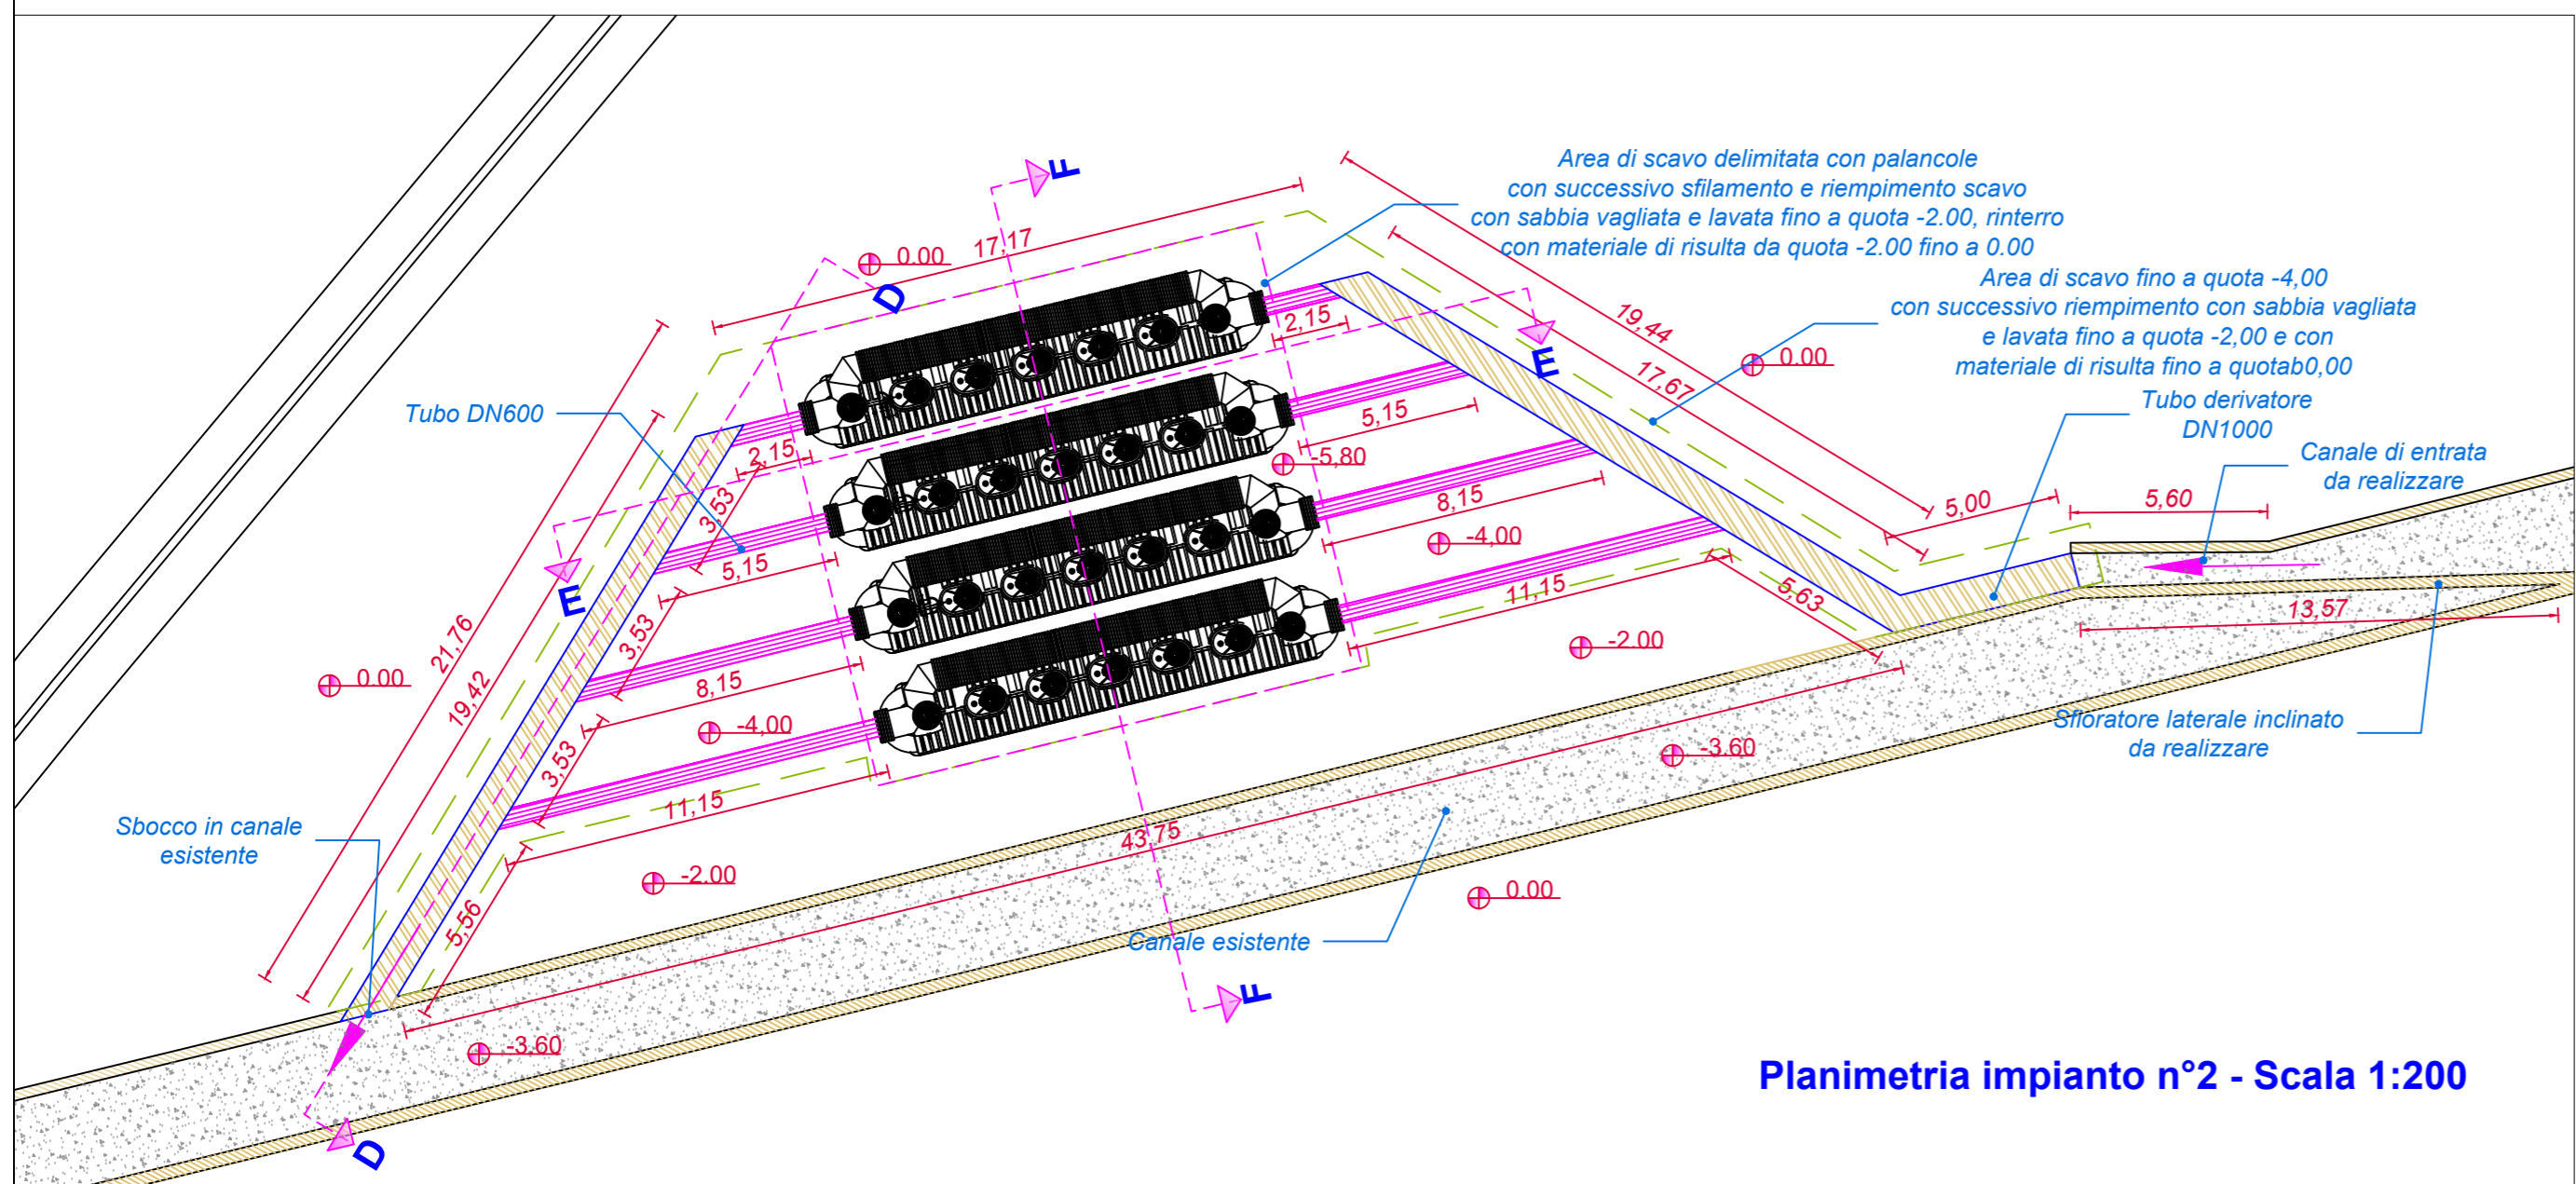 F
Area di scavo delimitata con palancole
con successivo sfilamento e riempimento scavo
con sabbia vagliata e lavata fino a quota -2.00, rinterro
con materiale di risulta da quota -2.00 fino a 0.00
17,17
0.00
D
Area di scavo fino a quota -4,00
con successivo riempimento con sabbia vagliata
e lavata fino a quota -2,00 e con
materiale di risulta fino a quotab0,00
2,15
19,44
0.00
E
17,67
Tubo DN600
Tubo derivatore
DN1000
5,15
Canale di entrata
da realizzare
2,15
-5,80
3,53
8,15
5,00
5,60
-4,00
5,15
E
11,15
5,63
13,57
3,53
21,76
-2.00
0.00
8,15
19,42
-4,00
Sfioratore laterale inclinato
da realizzare
-3.60
3,53
11,15
Sbocco in canale
esistente
43,75
-2.00
0.00
5,56
Canale esistente
F
-3,60
Planimetria impianto n°2 - Scala 1:200
D